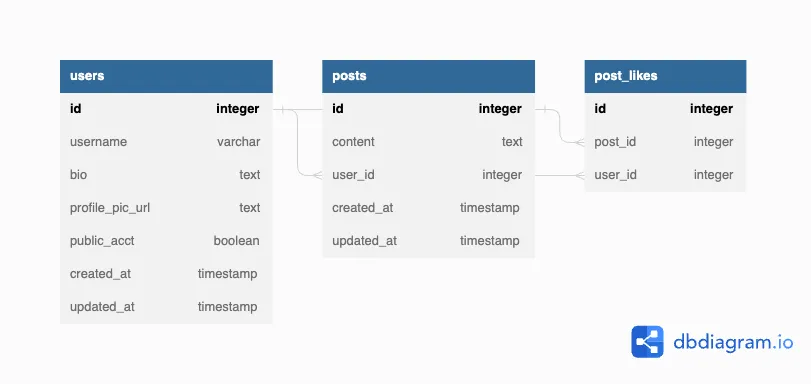 users
id integer
username varchar
bio text
profile_pic_url text
public_acct boolean
created_at timestamp
updated_at timestamp
posts
id integer
content text
user_id integer
created_at timestamp
updated_at timestamp
post_likes
id integer
post_id integer
user_id integer
dbdiagram.io